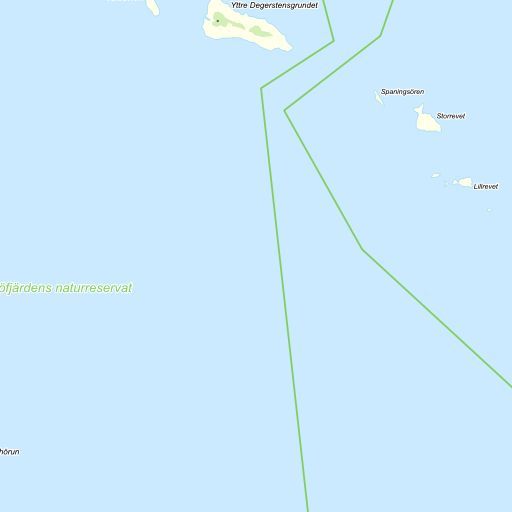 Yttre Degerstensgrundet
Spaningsören
Storrevet
Lillrevet
öfjärdens naturreservat
hörun